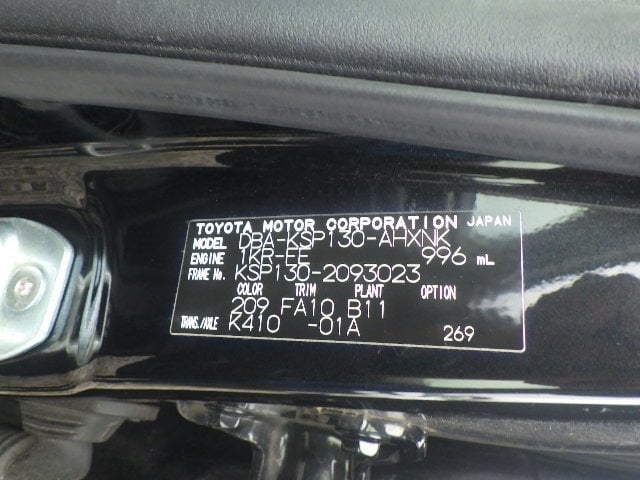 TOYOTA MOTOR CORPORATION JAPAN
MODEL DBA-KSP130-AHXNK
ENGINE 1KR-FE 996 mL
FRAME No. KSP130-2093023
COLOR TRIM PLANT OPTION
209 FA10 B11
TRANS./AXLE K410 -01A 269